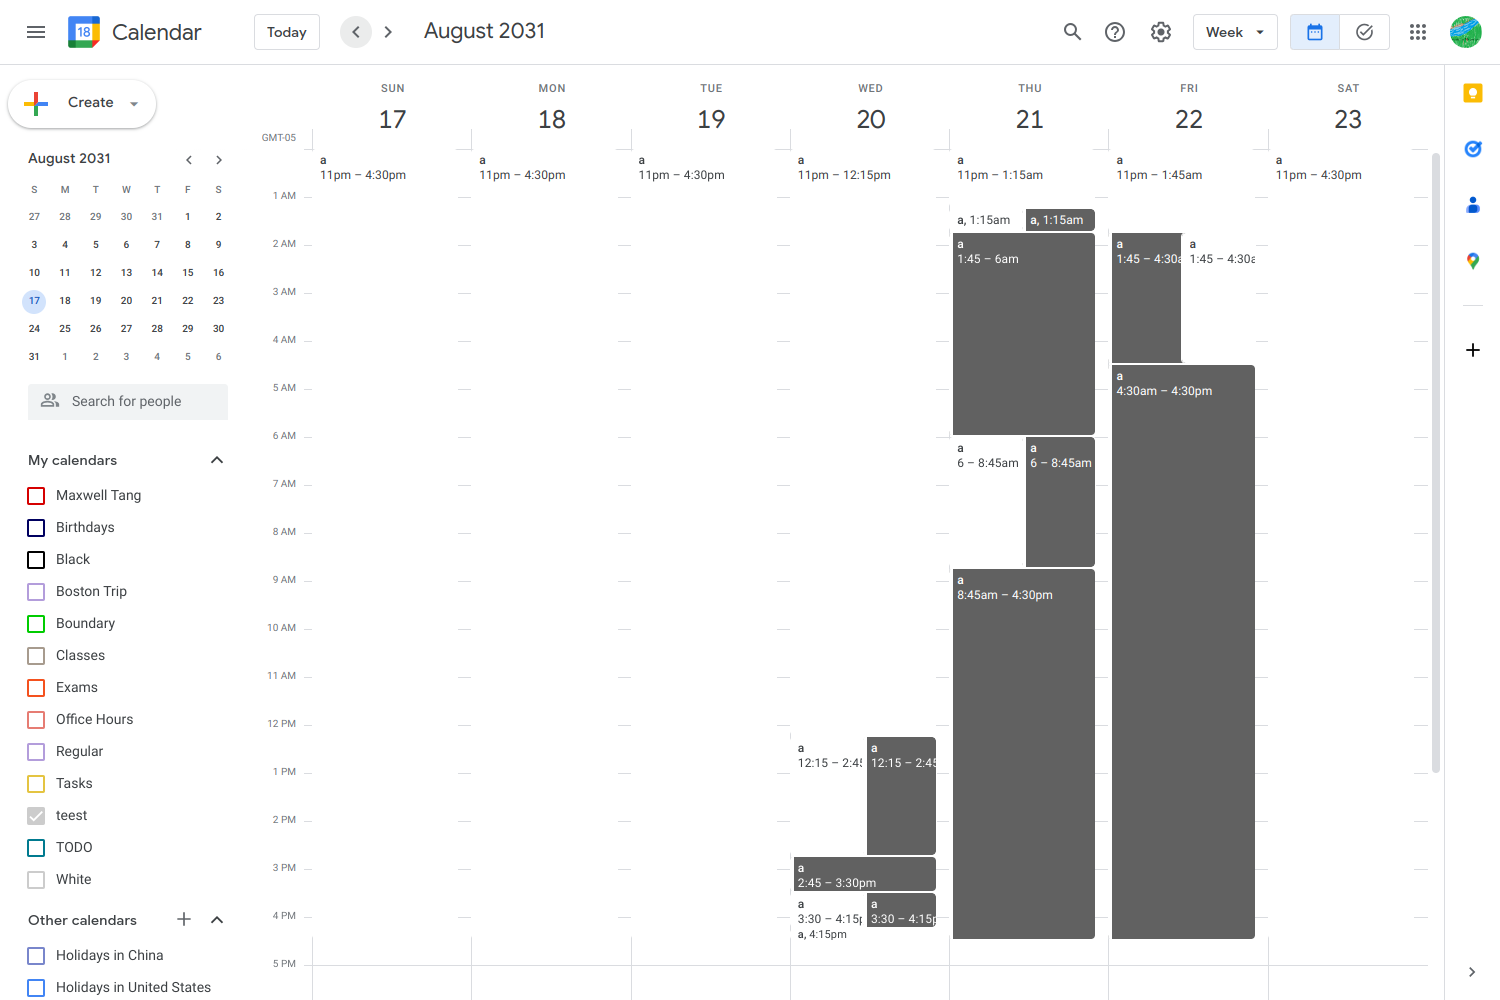 18
Calendar
Today
August 2031
Week
Create
August 2031
S M T W T F S
27 28 29 30 31 1 2
3 4 5 6 7 8 9
10 11 12 13 14 15 16
17 18 19 20 21 22 23
24 25 26 27 28 29 30
31 1 2 3 4 5 6
Search for people
My calendars
Maxwell Tang
Birthdays
Black
Boston Trip
Boundary
Classes
Exams
Office Hours
Regular
Tasks
teest
TODO
White
Other calendars
Holidays in China
Holidays in United States
SUN MON TUE WED THU FRI SAT
17 18 19 20 21 22 23
GMT-05
1 AM
2 AM
3 AM
4 AM
5 AM
6 AM
7 AM
8 AM
9 AM
10 AM
11 AM
12 PM
1 PM
2 PM
3 PM
4 PM
5 PM
a
11pm – 4:30pm
a
11pm – 4:30pm
a
11pm – 4:30pm
a
11pm – 12:15pm
a
12:15 – 2:45
a
12:15 – 2:45
a
2:45 – 3:30pm
a
3:30 – 4:15p
a
3:30 – 4:15p
a, 4:15pm
a
11pm – 1:15am
a, 1:15am
a, 1:15am
a
1:45 – 6am
a
6 – 8:45am
a
6 – 8:45am
a
8:45am – 4:30pm
a
11pm – 1:45am
a
1:45 – 4:30a
a
1:45 – 4:30a
a
4:30am – 4:30pm
a
11pm – 4:30pm